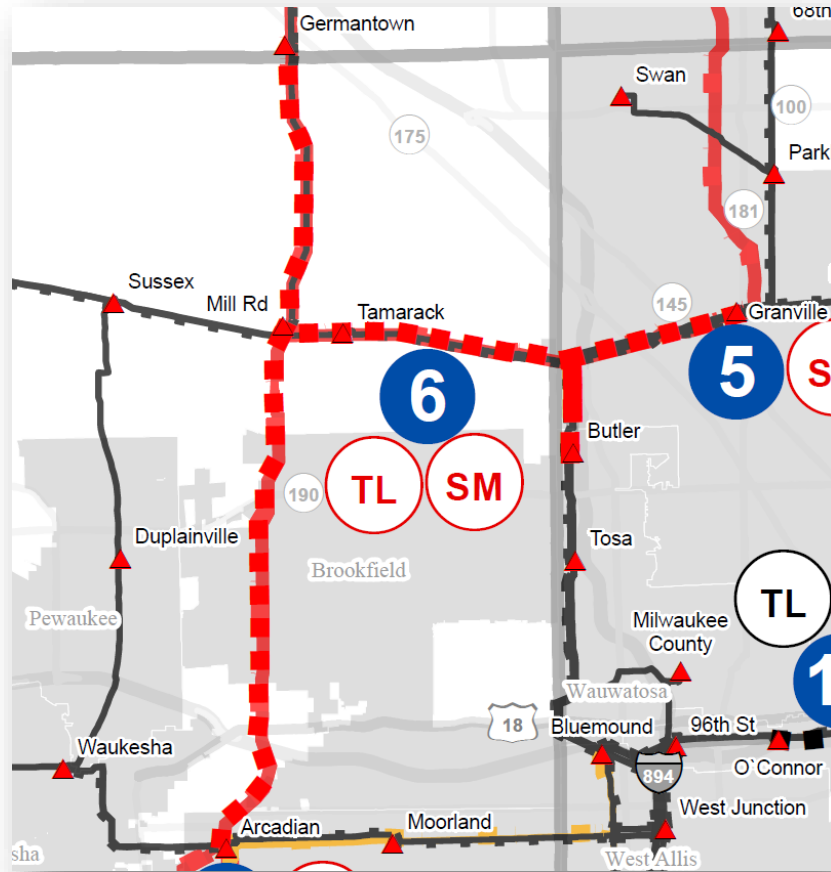 Germantown
68th
Swan
100
175
Park
181
Sussex
Mill Rd
Tamarack
145
Granville
6
5
S
Butler
190
TL
SM
Duplainville
Tosa
Brookfield
TL
Pewaukee
Milwaukee
County
1
Wauwatosa
18
Bluemound
96th St
Waukesha
894
O`Connor
Arcadian
Moorland
West Junction
sha
West Allis